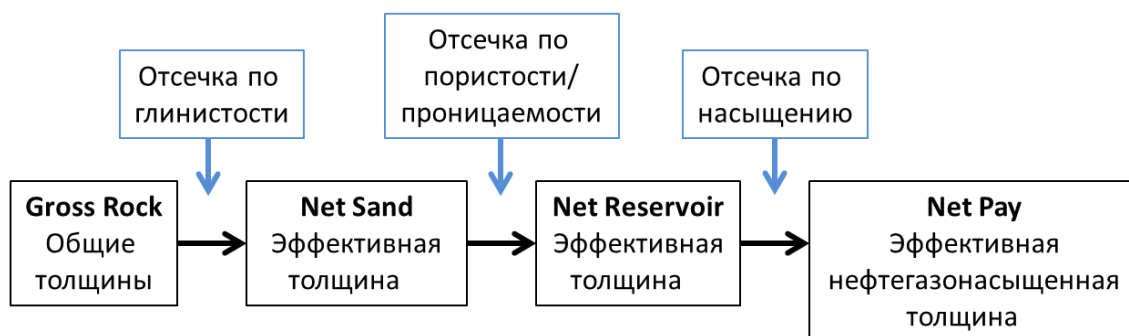 Отсечка по
глинистости
Отсечка по
пористости/
проницаемости
Отсечка по
насыщению
Gross Rock
Общие
толщины
Net Sand
Эффективная
толщина
Net Reservoir
Эффективная
толщина
Net Pay
Эффективная
нефтегазонасыщенная
толщина